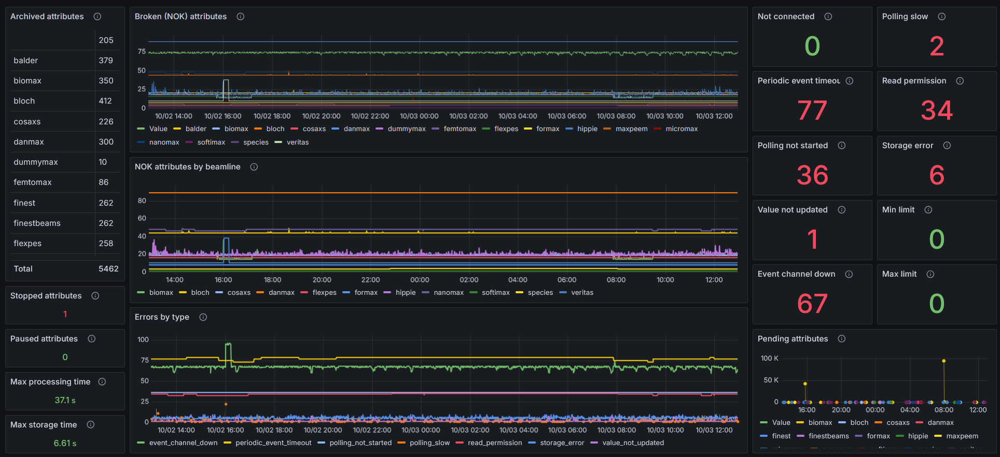 Archived attributes
205
balder 379
biomax 350
bloch 412
cosaxs 226
danmax 300
dummymax 10
femtomax 86
finest 262
finestbeams 262
flexpes 258
Total 5462
Stopped attributes
1
Paused attributes
0
Max processing time
37.1 s
Max storage time
6.61 s
Broken (NOK) attributes
75
50
25
0
10/02 14:00 10/02 16:00 10/02 18:00 10/02 20:00 10/02 22:00 10/03 00:00 10/03 02:00 10/03 04:00 10/03 06:00 10/03 08:00 10/03 10:00 10/03 12:00
Value balder biomax bloch cosaxs danmax dummymax femtomax flexpes formax hippie maxpeem micromax
nanomax softimax species veritas
NOK attributes by beamline
80
60
40
20
0
14:00 16:00 18:00 20:00 22:00 00:00 02:00 04:00 06:00 08:00 10:00 12:00
biomax bloch cosaxs danmax flexpes formax hippie nanomax softimax species veritas
Errors by type
100
75
50
25
0
10/02 14:00 10/02 16:00 10/02 18:00 10/02 20:00 10/02 22:00 10/03 00:00 10/03 02:00 10/03 04:00 10/03 06:00 10/03 08:00 10/03 10:00 10/03 12:00
event_channel_down periodic_event_timeout polling_not_started polling_slow read_permission storage_error value_not_updated
Not connected
0
Polling slow
2
Periodic event timeou
77
Read permission
34
Polling not started
36
Storage error
6
Value not updated
1
Min limit
0
Event channel down
67
Max limit
0
Pending attributes
100 K
50 K
0
16:00 20:00 00:00 04:00 08:00 12:00
Value biomax bloch cosaxs danmax
finest finestbeams formax hippie maxpeem